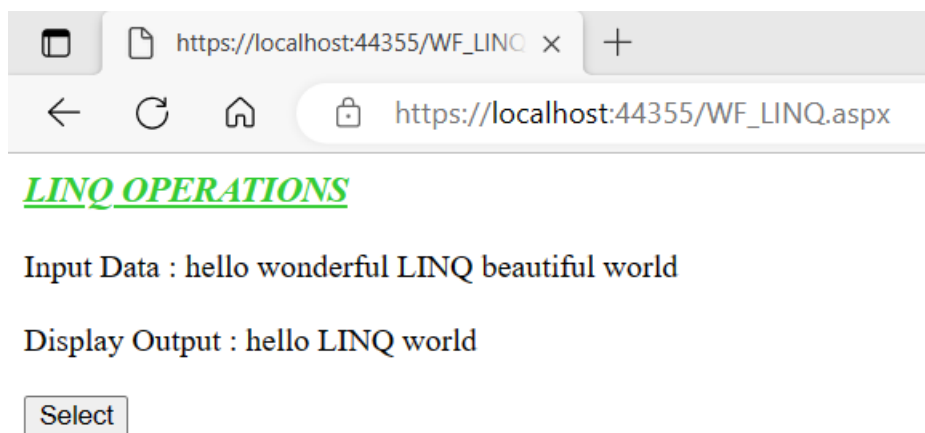 https://localhost:44355/WF_LINQ
https://localhost:44355/WF_LINQ.aspx
LINQ OPERATIONS
Input Data : hello wonderful LINQ beautiful world
Display Output : hello LINQ world
Select